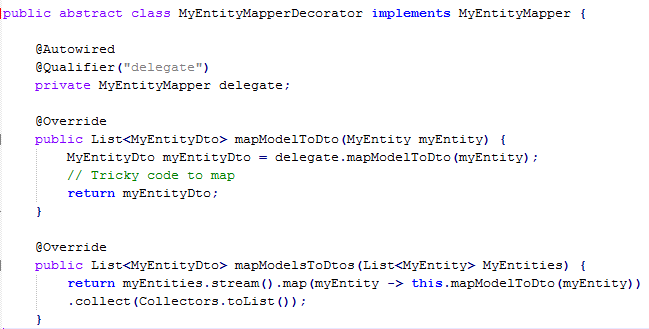 public abstract class MyEntityMapperDecorator implements MyEntityMapper {
@Autowired
@Qualifier("delegate")
private MyEntityMapper delegate;
@Override
public List<MyEntityDto> mapModelToDto(MyEntity myEntity) {
MyEntityDto myEntityDto = delegate.mapModelToDto(myEntity);
// Tricky code to map
return myEntityDto;
}
@Override
public List<MyEntityDto> mapModelsToDtos(List<MyEntity> MyEntities) {
return myEntities.stream().map(myEntity -> this.mapModelToDto(myEntity))
.collect(Collectors.toList());
}